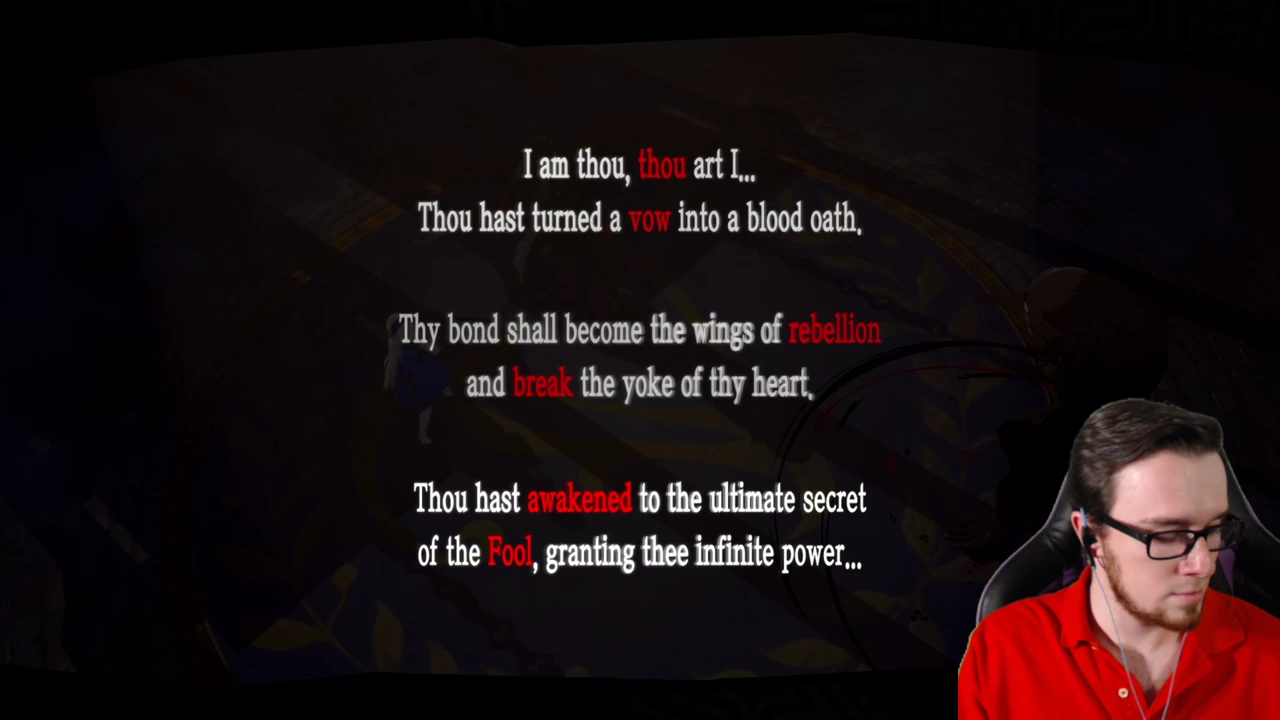 I am thou, thou art I...
Thou hast turned a vow into a blood oath.
Thy bond shall become the wings of rebellion
and break the yoke of thy heart.
Thou hast awakened to the ultimate secret
of the Fool, granting thee infinite power...